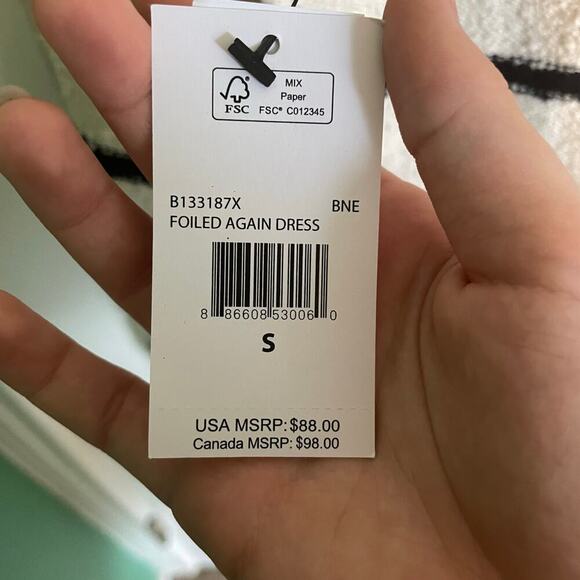 FSC
MIX
Paper
FSC® C012345
B133187X BNE
FOILED AGAIN DRESS
8 86608 53006 0
S
USA MSRP: $88.00
Canada MSRP: $98.00